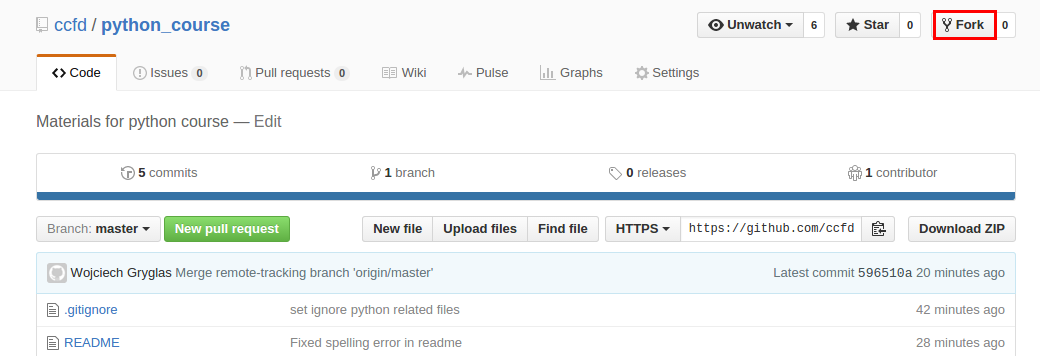 ccfd / python_course
Unwatch 6 Star 0 Fork 0
Code Issues 0 Pull requests 0 Wiki Pulse Graphs Settings
Materials for python course — Edit
5 commits 1 branch 0 releases 1 contributor
Branch: master New pull request New file Upload files Find file HTTPS https://github.com/ccfd Download ZIP
Wojciech Gryglas Merge remote-tracking branch 'origin/master' Latest commit 596510a 20 minutes ago
.gitignore set ignore python related files 42 minutes ago
README Fixed spelling error in readme 28 minutes ago